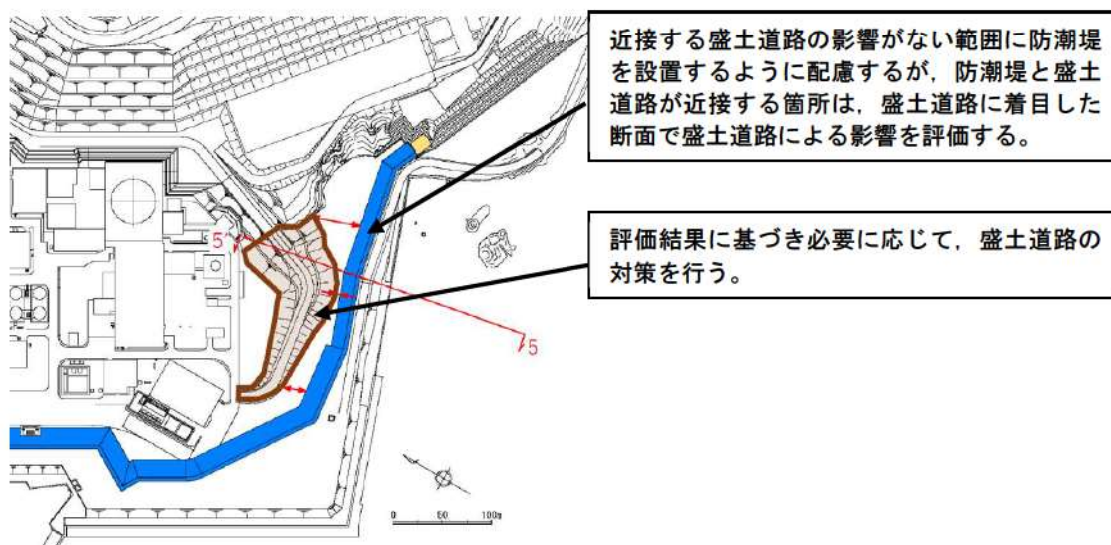 近接する盛土道路の影響がない範囲に防潮堤
を設置するように配慮するが，防潮堤と盛土
道路が近接する箇所は，盛土道路に着目した
断面で盛土道路による影響を評価する。
評価結果に基づき必要に応じて，盛土道路の
対策を行う。
5
5
0 50 100m